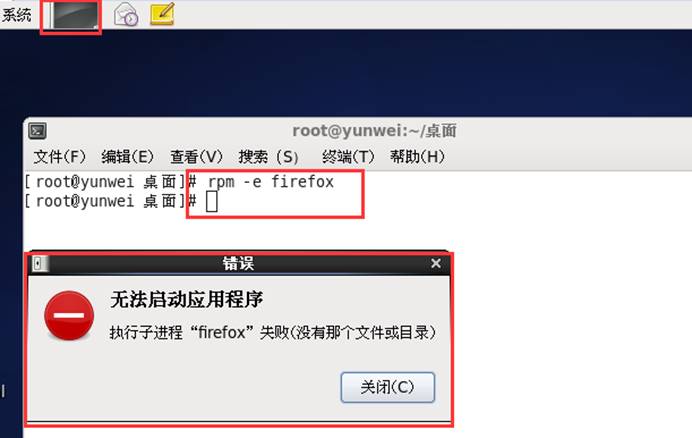 系统
root@yunwei:~/桌面
文件(F) 编辑(E) 查看(V) 搜索 (S) 终端(T) 帮助(H)
[root@yunwei 桌面]# rpm -e firefox
[root@yunwei 桌面]#
错误
无法启动应用程序
执行子进程“firefox”失败(没有那个文件或目录)
关闭(C)